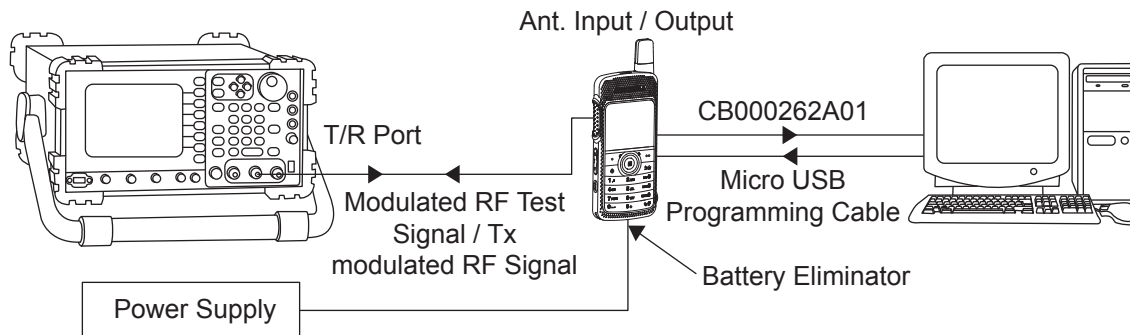 Ant. Input / Output
T/R Port
CB000262A01
Modulated RF Test
Signal / Tx
modulated RF Signal
Micro USB
Programming Cable
Battery Eliminator
Power Supply